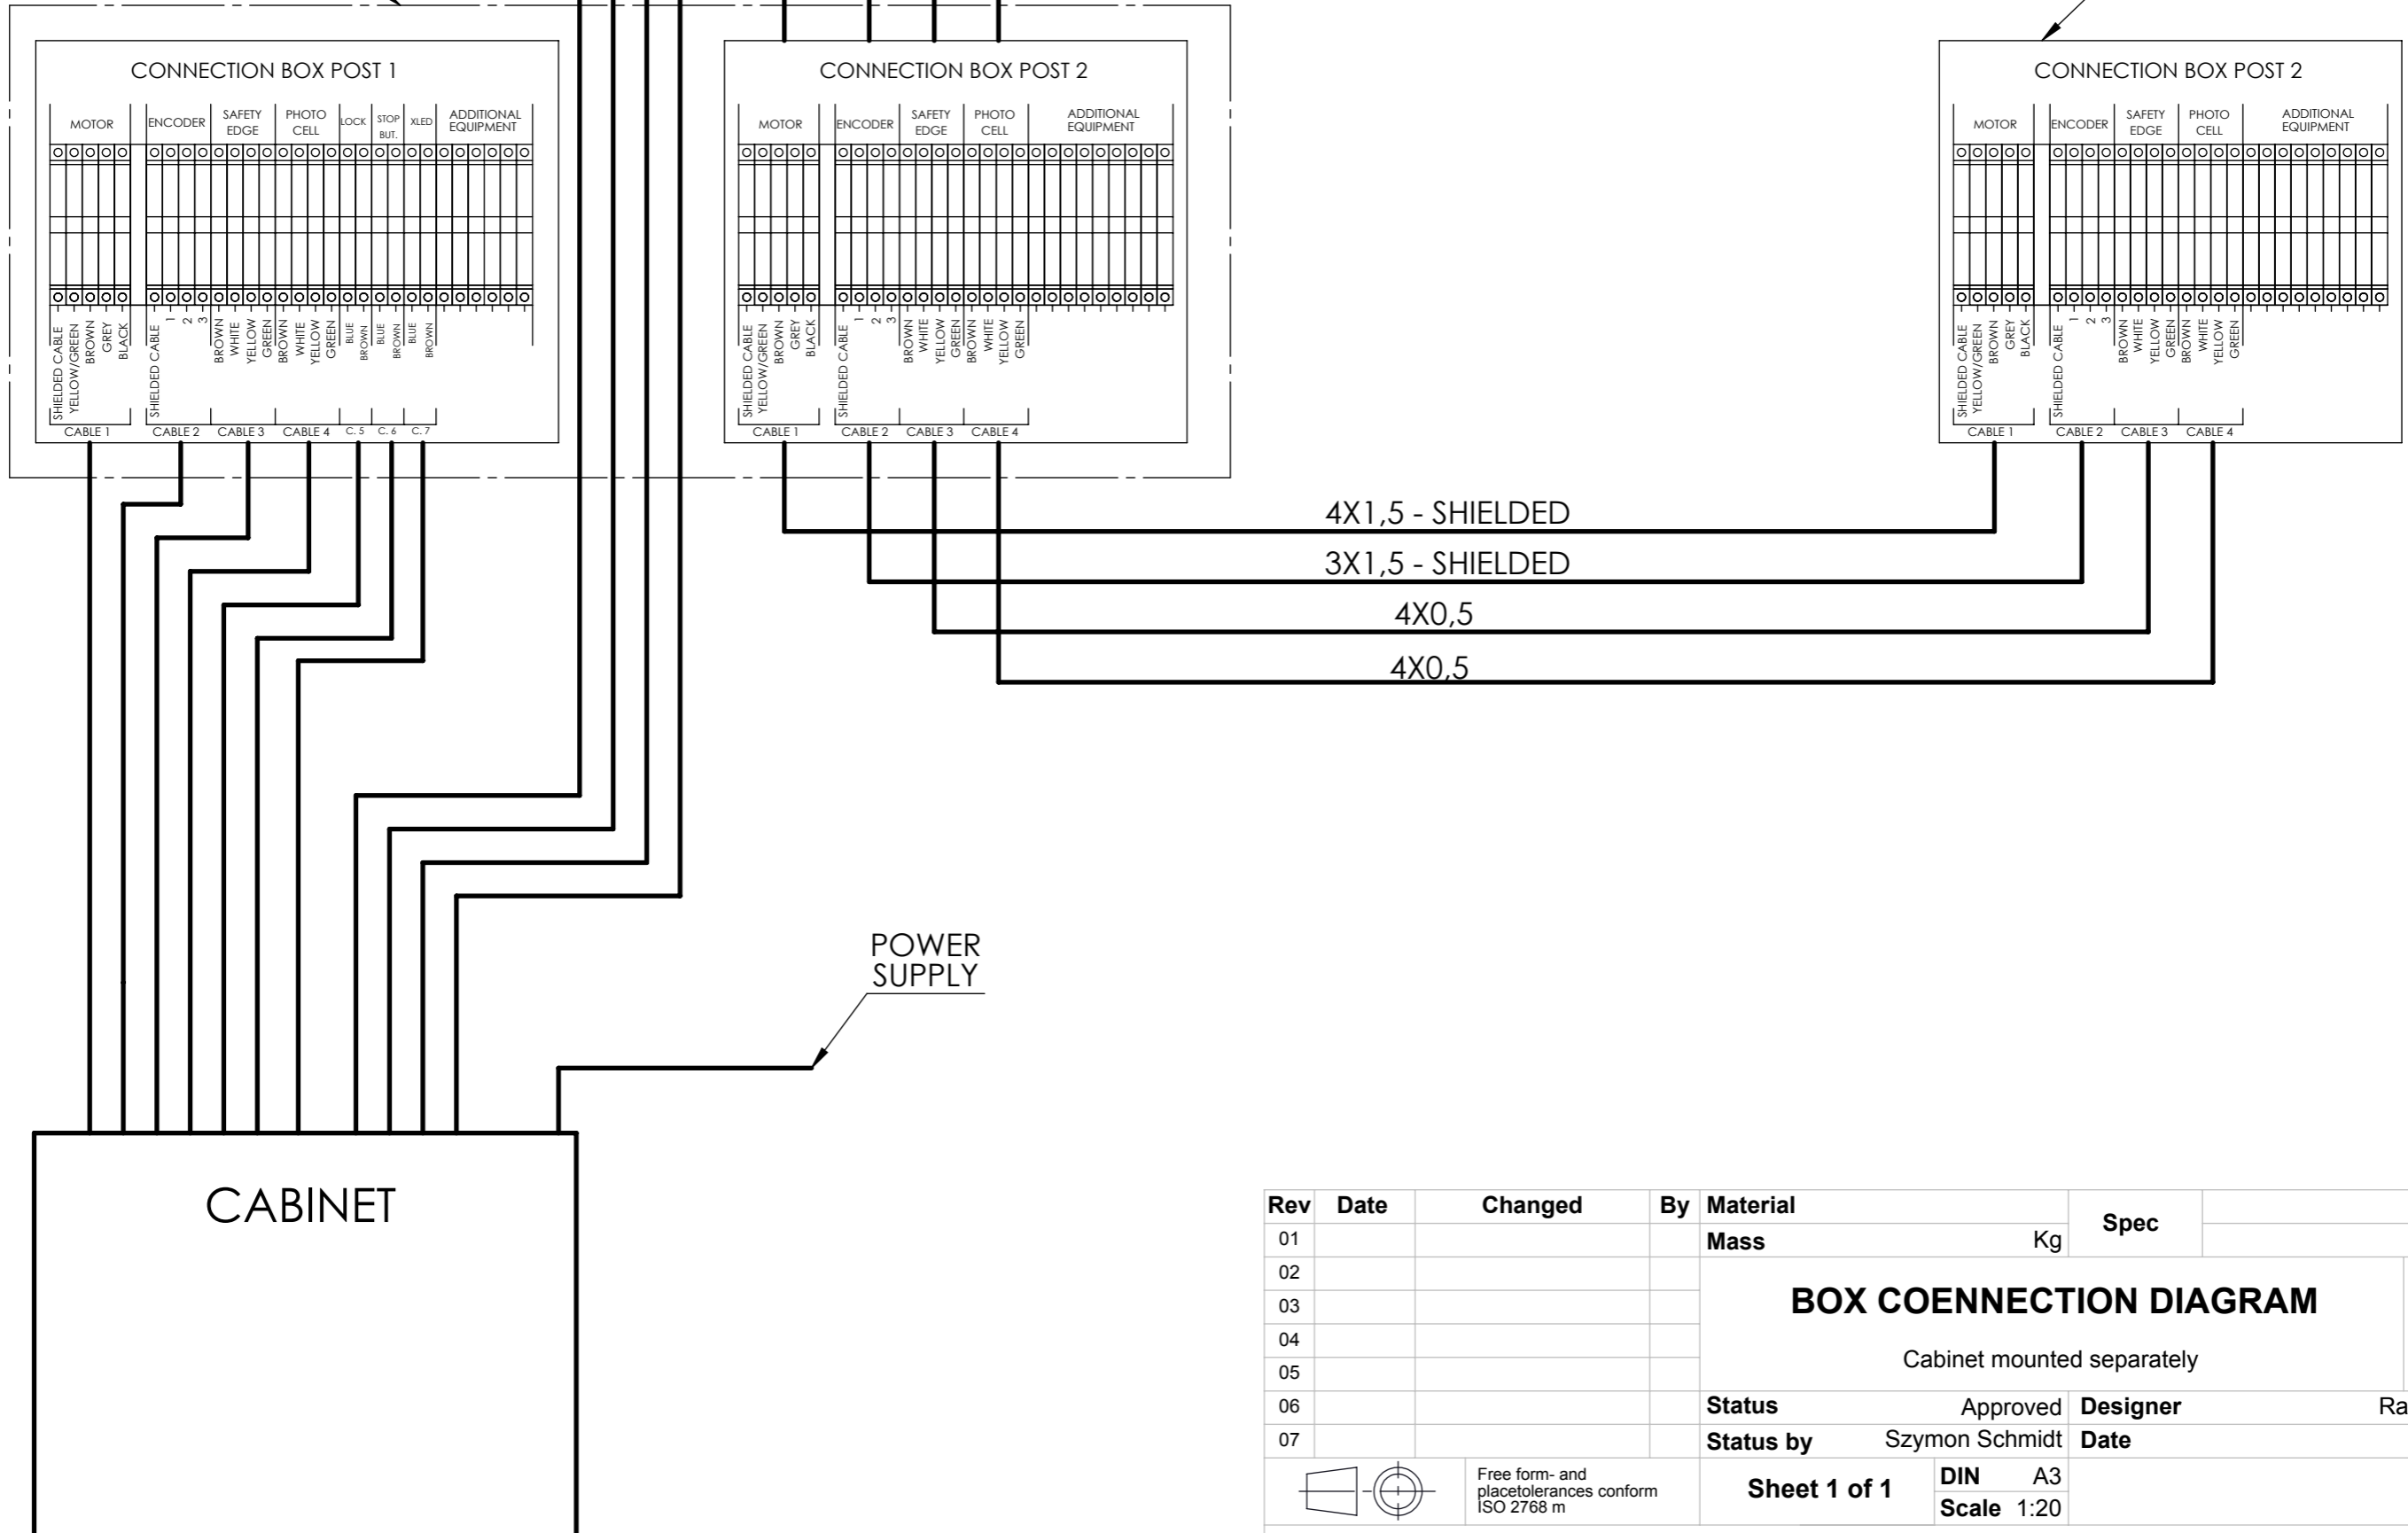 CONNECTION BOX POST 1
MOTOR
ENCODER
SAFETY
EDGE
PHOTO
CELL
LOCK
STOP
BUT.
XLED
ADDITIONAL
EQUIPMENT
SHIELDED CABLE
YELLOW/GREEN
BROWN
GREY
BLACK
SHIELDED CABLE
1
2
3
BROWN
WHITE
YELLOW
GREEN
BROWN
WHITE
YELLOW
GREEN
BLUE
BROWN
BLUE
BROWN
BLUE
BROWN
CABLE 1
CABLE 2
CABLE 3
CABLE 4
C. 5
C. 6
C. 7
CONNECTION BOX POST 2
MOTOR
ENCODER
SAFETY
EDGE
PHOTO
CELL
ADDITIONAL
EQUIPMENT
SHIELDED CABLE
YELLOW/GREEN
BROWN
GREY
BLACK
SHIELDED CABLE
1
2
3
BROWN
WHITE
YELLOW
GREEN
BROWN
WHITE
YELLOW
GREEN
CABLE 1
CABLE 2
CABLE 3
CABLE 4
CONNECTION BOX POST 2
MOTOR
ENCODER
SAFETY
EDGE
PHOTO
CELL
ADDITIONAL
EQUIPMENT
SHIELDED CABLE
YELLOW/GREEN
BROWN
GREY
BLACK
SHIELDED CABLE
1
2
3
BROWN
WHITE
YELLOW
GREEN
BROWN
WHITE
YELLOW
GREEN
CABLE 1
CABLE 2
CABLE 3
CABLE 4
4X1,5 - SHIELDED
3X1,5 - SHIELDED
4X0,5
4X0,5
POWER
SUPPLY
CABINET
Rev Date Changed By Material
Spec
01 Mass Kg
02
03
BOX COENNECTION DIAGRAM
04
05
Cabinet mounted separately
06 Status Approved Designer Ra
07 Status by Szymon Schmidt Date
Free form- and
placetolerances conform
ISO 2768 m
Sheet 1 of 1
DIN A3
Scale 1:20